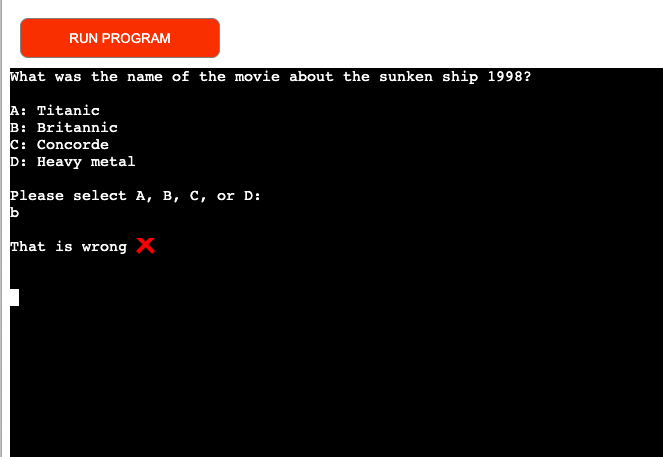 RUN PROGRAM
What was the name of the movie about the sunken ship 1998?
A: Titanic
B: Britannic
C: Concorde
D: Heavy metal
Please select A, B, C, or D:
b
That is wrong ❌